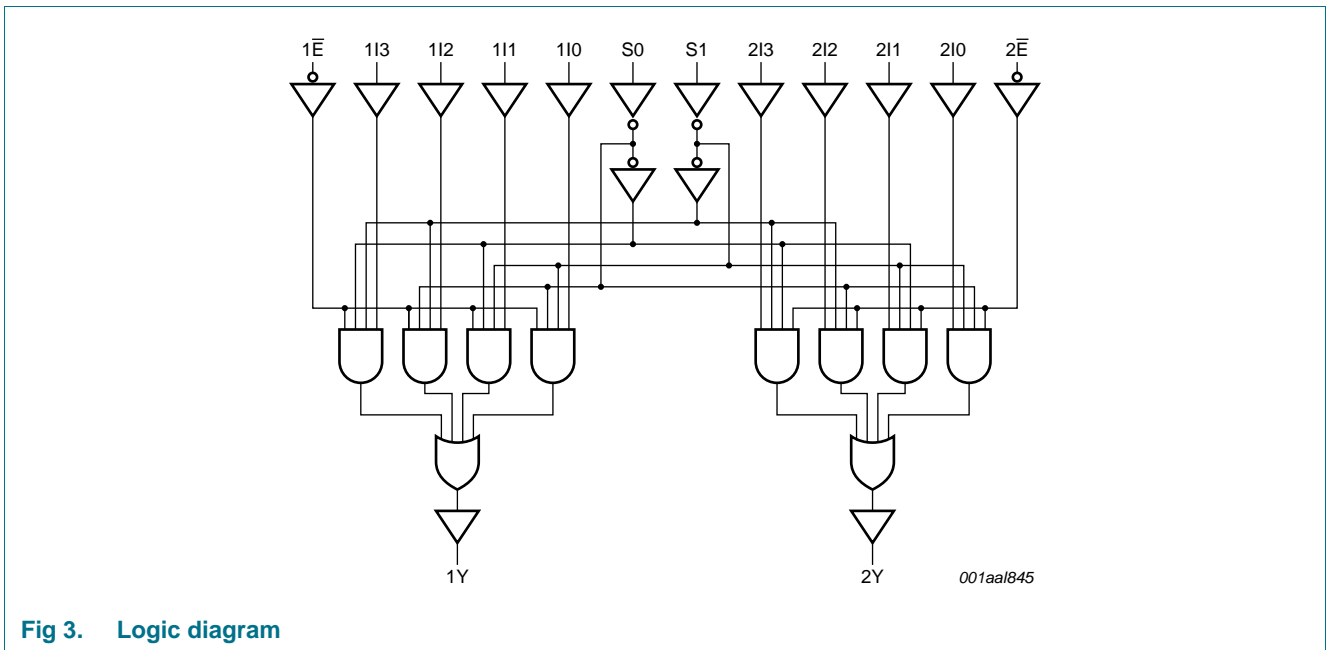 1E̅ 1I3 1I2 1I1 1I0 S0 S1 2I3 2I2 2I1 2I0 2E̅
1Y 2Y 001aal845
Fig 3. Logic diagram